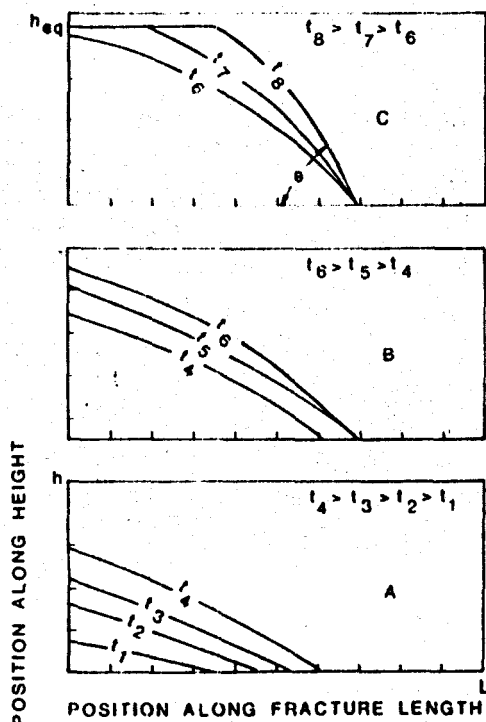 h_eq
t_8 > t_7 > t_6
t_8
t_7
t_6
C
θ
t_6 > t_5 > t_4
t_6
t_5
t_4
B
h
t_4 > t_3 > t_2 > t_1
t_4
t_3
t_2
t_1
A
L
POSITION ALONG HEIGHT
POSITION ALONG FRACTURE LENGTH